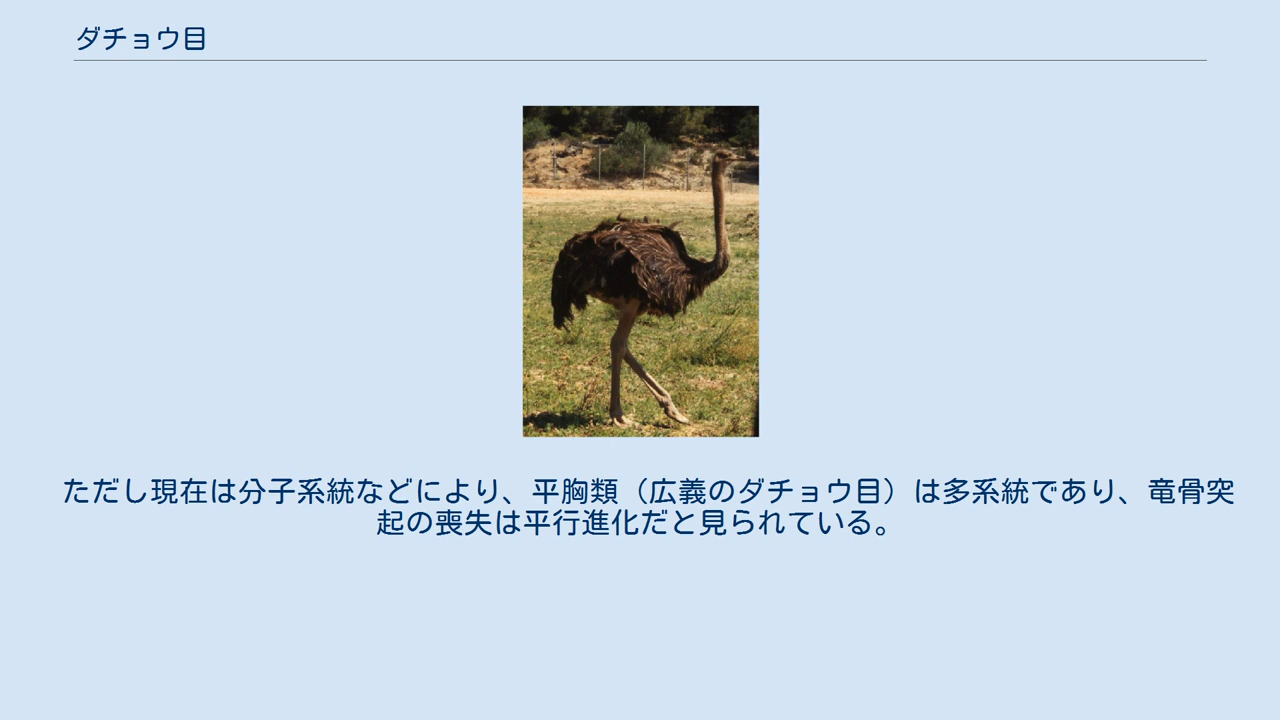 ダチョウ目
ただし現在は分子系統などにより、平胸類（広義のダチョウ目）は多系統であり、竜骨突
起の喪失は平行進化だと見られている。